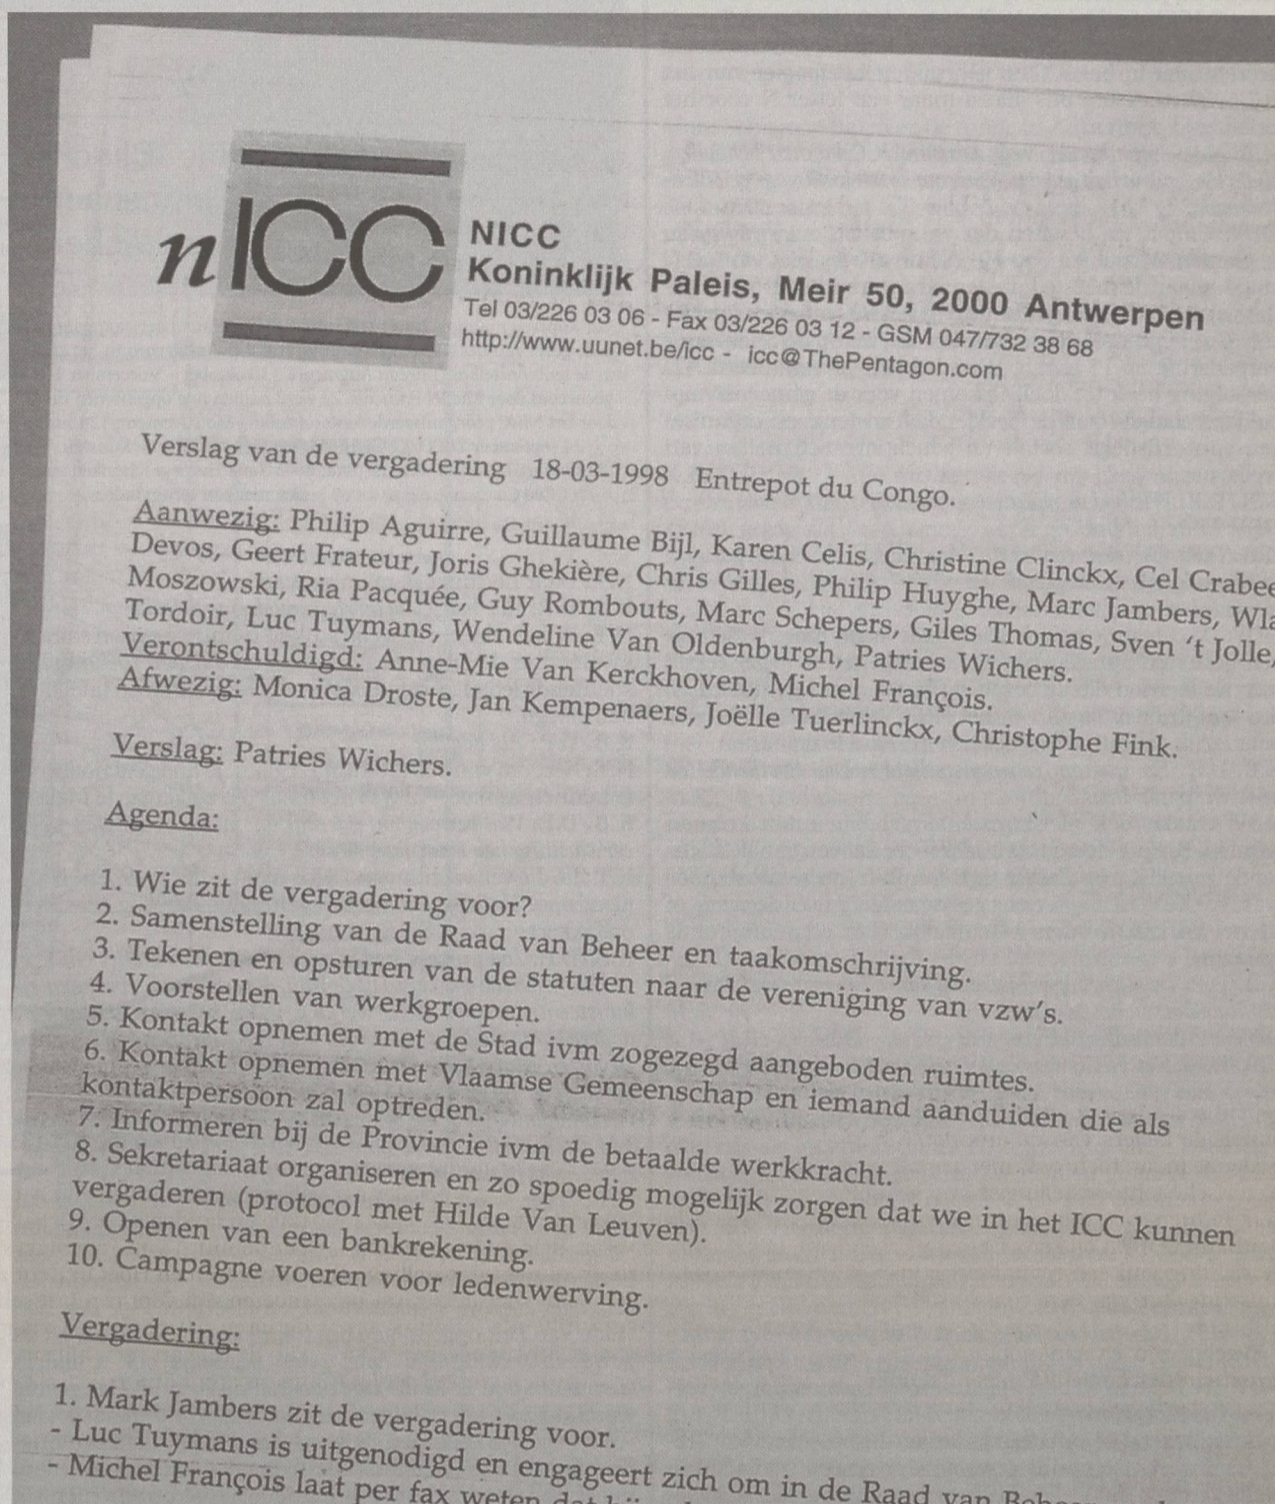 nICC
NICC
Koninklijk Paleis, Meir 50, 2000 Antwerpen
Tel 03/226 03 06 - Fax 03/226 03 12 - GSM 047/732 38 68
http://www.uunet.be/icc - icc@ThePentagon.com
Verslag van de vergadering 18-03-1998 Entrepot du Congo.
Aanwezig: Philip Aguirre, Guillaume Bijl, Karen Celis, Christine Clinckx, Cel Crabee
Devos, Geert Frateur, Joris Ghekière, Chris Gilles, Philip Huyghe, Marc Jambers, Wla
Moszowski, Ria Pacquée, Guy Rombouts, Marc Schepers, Giles Thomas, Sven 't Jolle,
Tordoir, Luc Tuymans, Wendeline Van Oldenburgh, Patries Wichers.
Verontschuldigd: Anne-Mie Van Kerckhoven, Michel François.
Afwezig: Monica Droste, Jan Kempenaers, Joëlle Tuerlinckx, Christophe Fink.
Verslag: Patries Wichers.
Agenda:
1. Wie zit de vergadering voor?
2. Samenstelling van de Raad van Beheer en taakomschrijving.
3. Tekenen en opsturen van de statuten naar de vereniging van vzw's.
4. Voorstellen van werkgroepen.
5. Kontakt opnemen met de Stad ivm zogezegd aangeboden ruimtes.
6. Kontakt opnemen met Vlaamse Gemeenschap en iemand aanduiden die als
kontaktpersoon zal optreden.
7. Informeren bij de Provincie ivm de betaalde werkkracht.
8. Sekretariaat organiseren en zo spoedig mogelijk zorgen dat we in het ICC kunnen
vergaderen (protocol met Hilde Van Leuven).
9. Openen van een bankrekening.
10. Campagne voeren voor ledenwerving.
Vergadering:
1. Mark Jambers zit de vergadering voor.
- Luc Tuymans is uitgenodigd en engageert zich om in de Raad van
- Michel François laat per fax weten dat